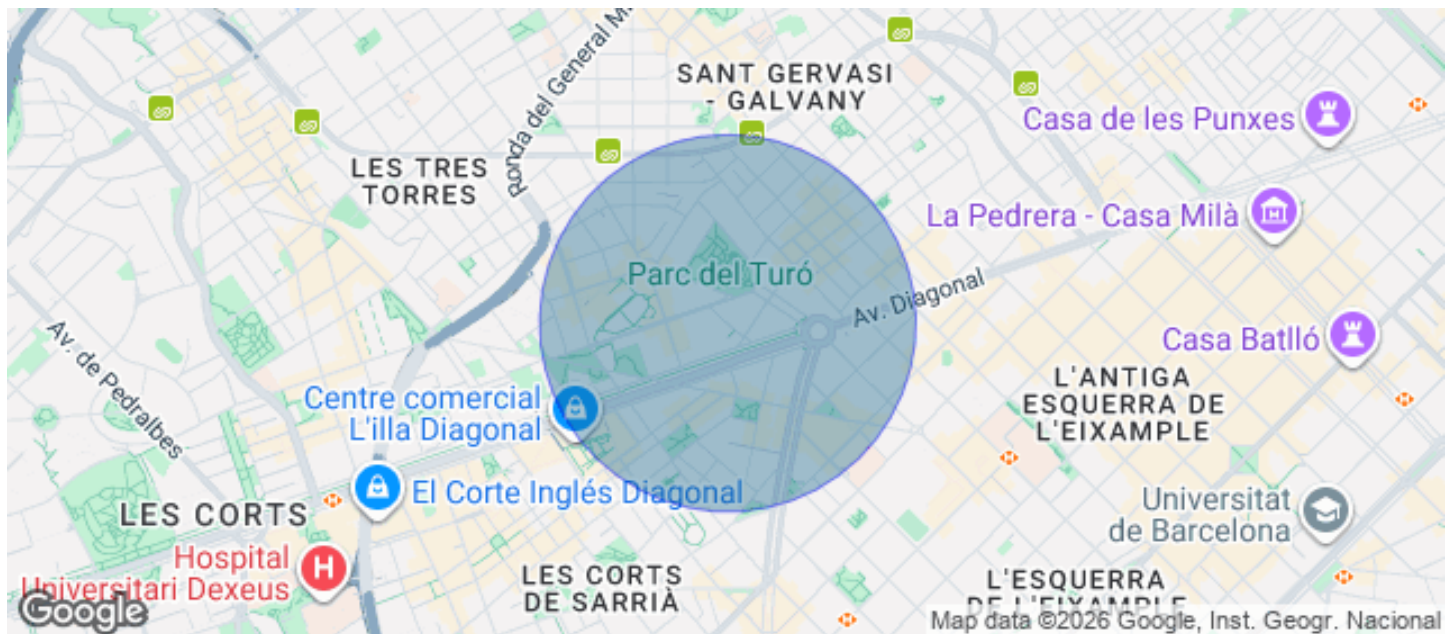 Ronda del General M
SANT GERVASI
- GALVANY
Casa de les Punxes
LES TRES
TORRES
La Pedrera - Casa Milà
Parc del Turó
Av. Diagonal
Av. de Pedralbes
Casa Batlló
Centre comercial
L'illa Diagonal
L'ANTIGA
ESQUERRA DE
L'EIXAMPLE
El Corte Inglés Diagonal
LES CORTS
Universitat
de Barcelona
Hospital
Universitari Dexeus
H
LES CORTS
DE SARRIÀ
L'ESQUERRA
DE L'EIXAMPLE
Google
Map data ©2026 Google, Inst. Geogr. Nacional